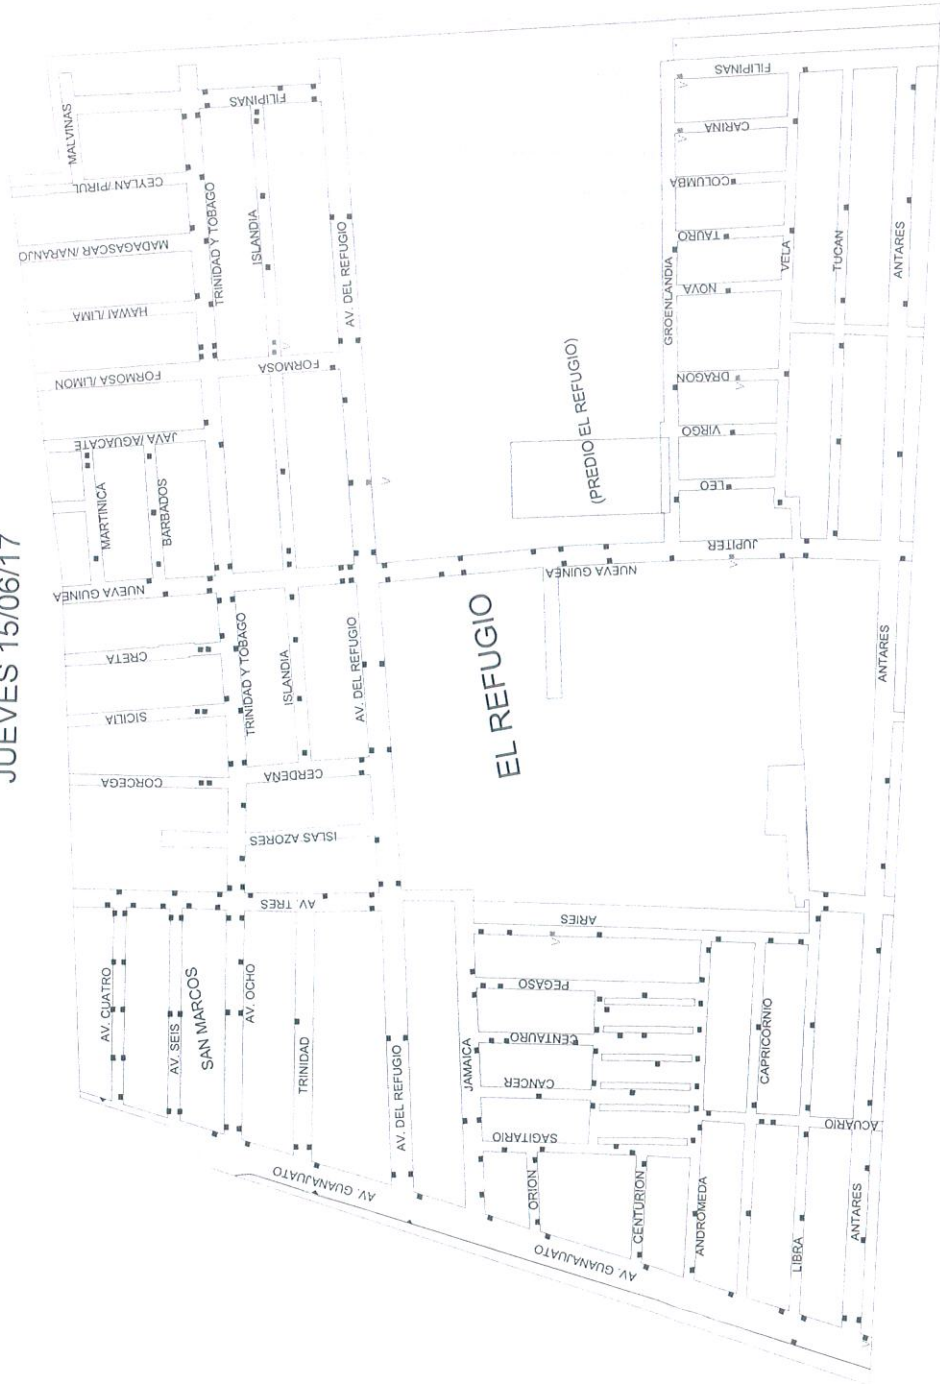 JUEVES 15/06/17
MALVINAS
CEYLAN/PIRUL
MADAGASCAR/NARANJO
HAWAI/LIMA
FORMOSA/LIMON
JAVA/AGUACATE
MARTINICA
BARBADOS
NUEVA GUINEA
CRETA
SICILIA
CORCEGA
FILIPINAS
TRINIDAD Y TOBAGO
ISLANDIA
AV. DEL REFUGIO
FORMOSA
TRINIDAD Y TOBAGO
ISLANDIA
AV. DEL REFUGIO
CERDEÑA
ISLAS AZORES
AV. TRES
AV. CUATRO
AV. SEIS
SAN MARCOS
AV. OCHO
TRINIDAD
AV. DEL REFUGIO
AV. GUANAJUATO
EL REFUGIO
(PREDIO EL REFUGIO)
NUEVA GUINEA
GROENLANDIA
FILIPINAS
CARINA
COLUMBA
TAURO
NOVA
DRAGON
VIRGO
LEO
JUPITER
VELA
TUCAN
ANTARES
ANTARES
ARIES
PEGASO
JAMAICA
CENTAURO
CANCER
SAGITARIO
ORION
CENTURION
ANDROMEDA
CAPRICORNIO
ACUARIO
LIBRA
ANTARES
AV. GUANAJUATO